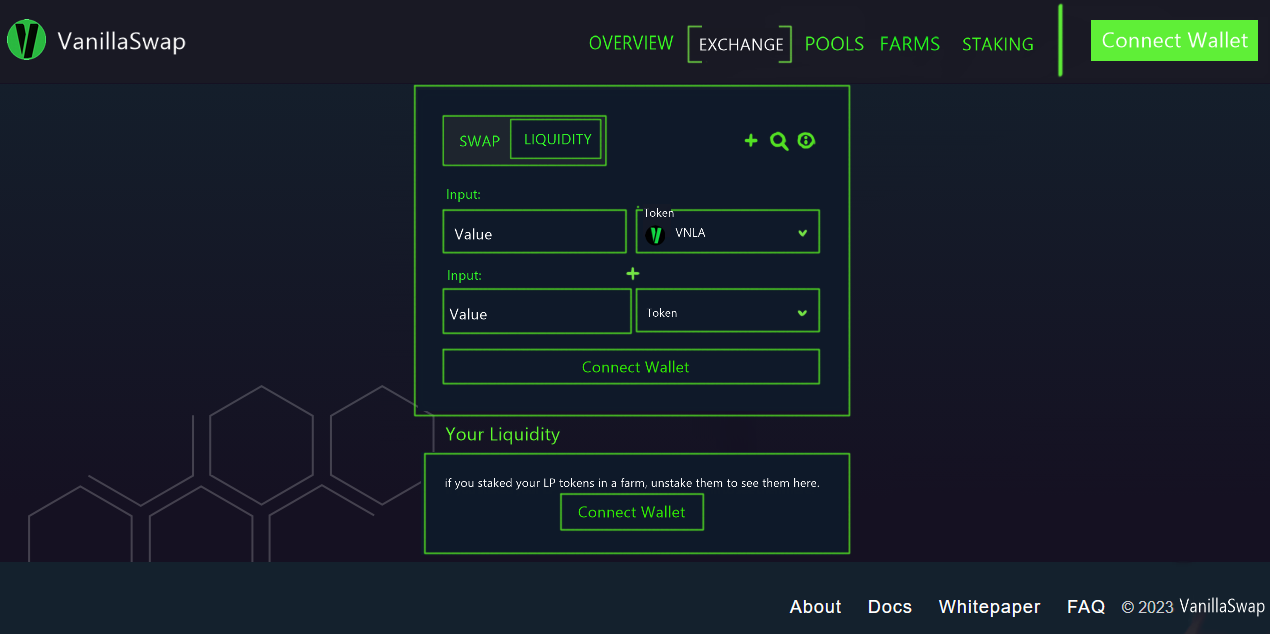 VanillaSwap
OVERVIEW EXCHANGE POOLS FARMS STAKING Connect Wallet
SWAP LIQUIDITY
Input:
Token
Value VNLA
Input:
Value Token
Connect Wallet
Your Liquidity
if you staked your LP tokens in a farm, unstake them to see them here.
Connect Wallet
About Docs Whitepaper FAQ © 2023 VanillaSwap